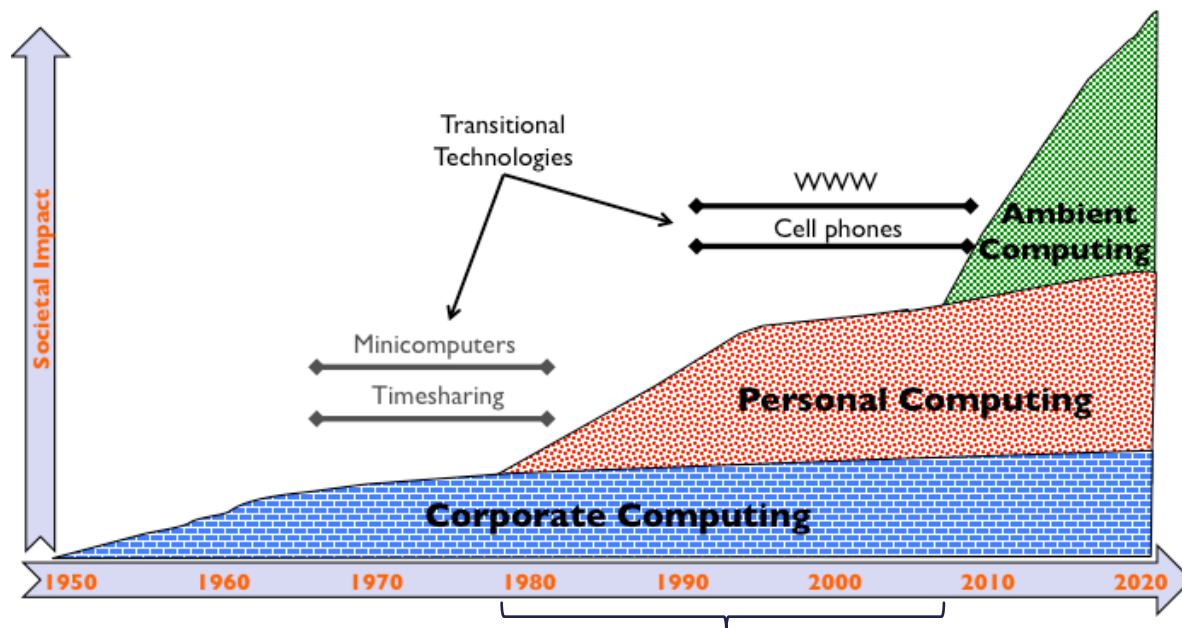 Transitional
Technologies
WWW
Cell phones
Ambient
Computing
Minicomputers
Timesharing
Personal Computing
Corporate Computing
Societal Impact
1950 1960 1970 1980 1990 2000 2010 2020